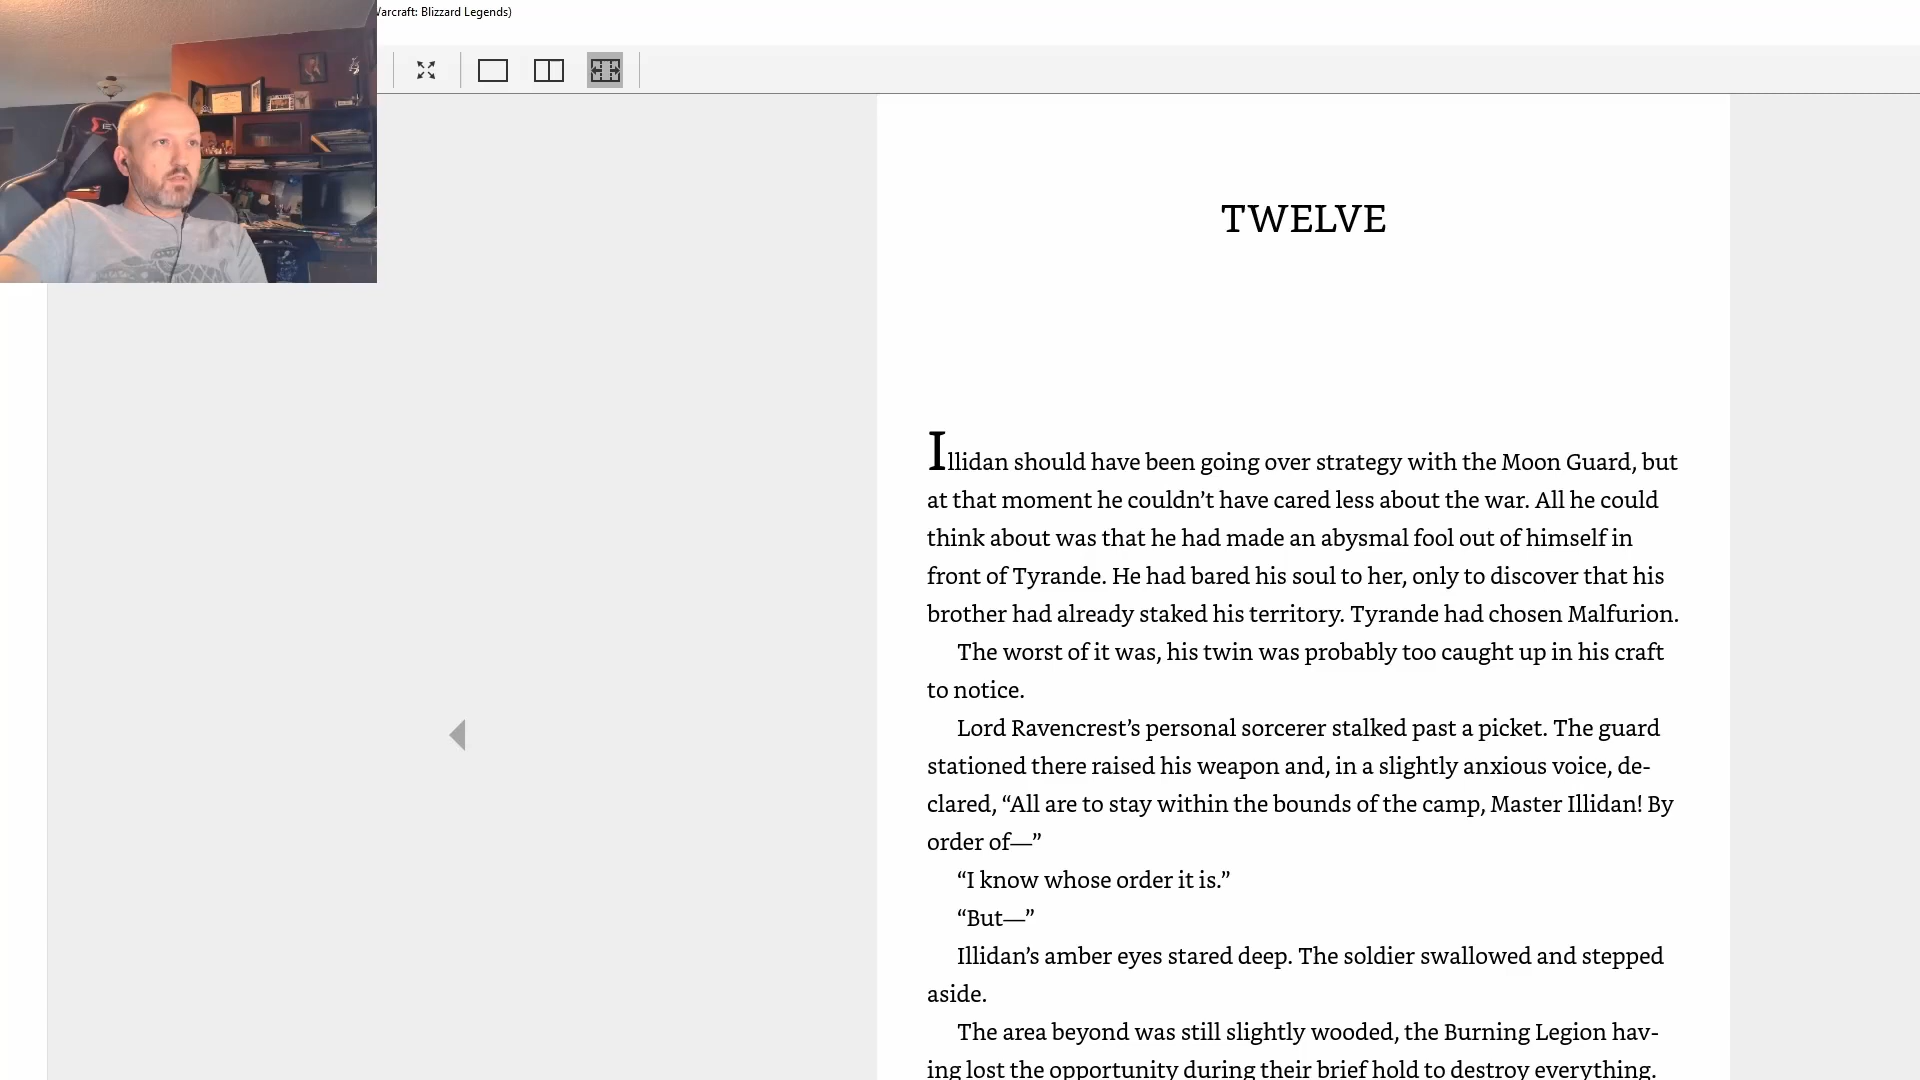 Warcraft: Blizzard Legends)
TWELVE
Illidan should have been going over strategy with the Moon Guard, but
at that moment he couldn’t have cared less about the war. All he could
think about was that he had made an abysmal fool out of himself in
front of Tyrande. He had bared his soul to her, only to discover that his
brother had already staked his territory. Tyrande had chosen Malfurion.
The worst of it was, his twin was probably too caught up in his craft
to notice.
Lord Ravencrest’s personal sorcerer stalked past a picket. The guard
stationed there raised his weapon and, in a slightly anxious voice, de-
clared, “All are to stay within the bounds of the camp, Master Illidan! By
order of—”
“I know whose order it is.”
“But—”
Illidan’s amber eyes stared deep. The soldier swallowed and stepped
aside.
The area beyond was still slightly wooded, the Burning Legion hav-
ing lost the opportunity during their brief hold to destroy everything.